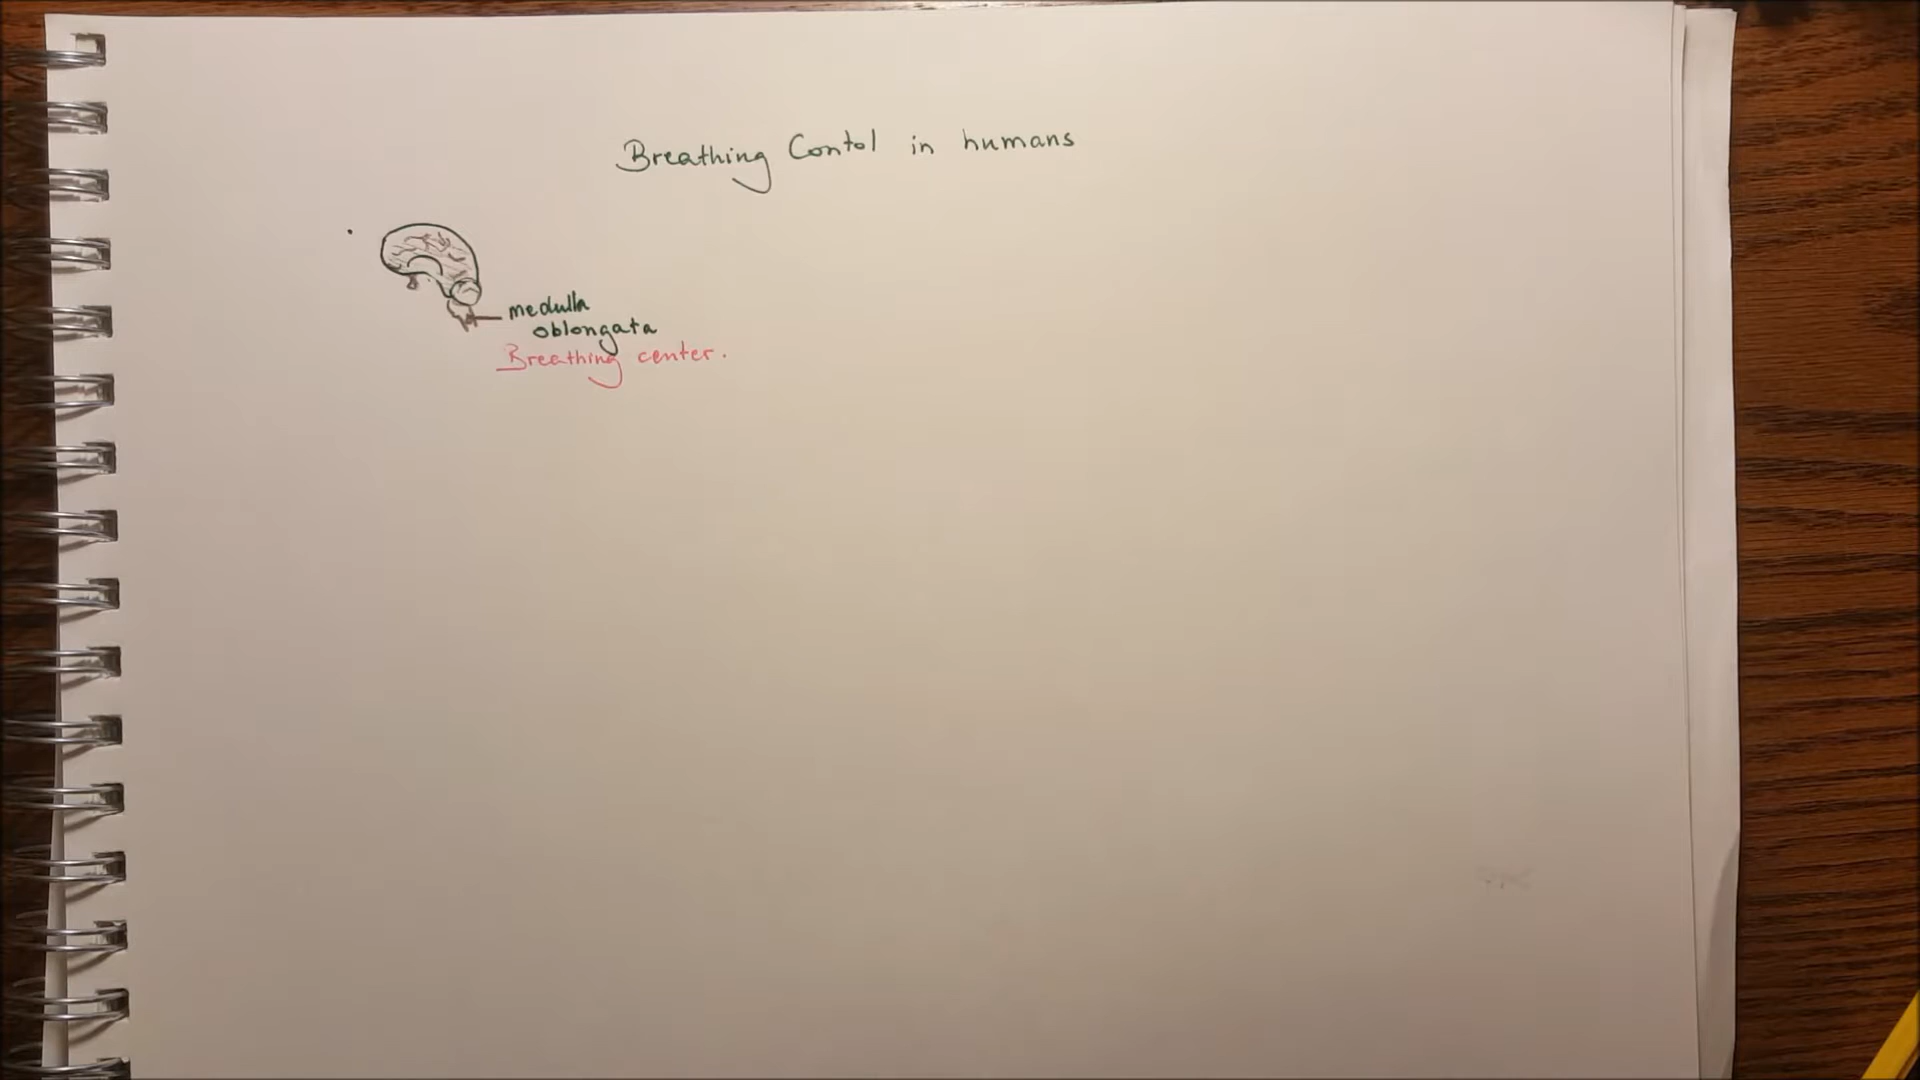 Breathing Contol in humans
medulla
oblongata
Breathing center.